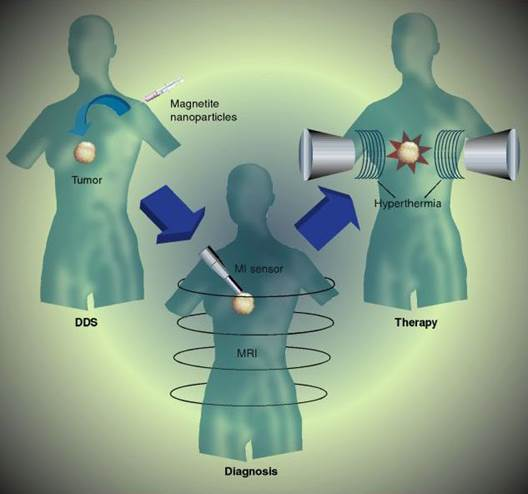 Magnetite
nanoparticles
Tumor
DDS
MI sensor
MRI
Diagnosis
Hyperthermia
Therapy